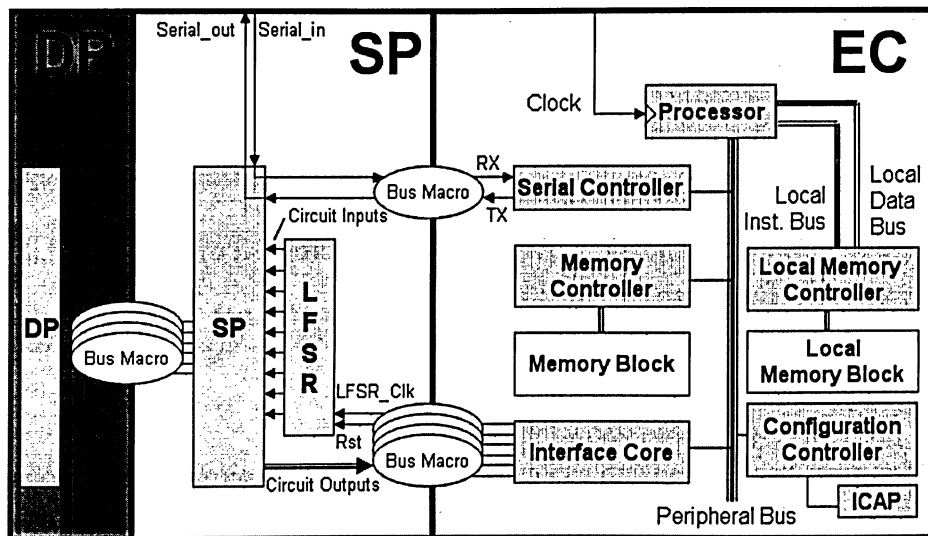 Serial_out
Serial_in
DP
SP
EC
Clock
Processor
RX
Bus Macro
Serial Controller
TX
Circuit Inputs
Local
Inst. Bus
Local
Data
Bus
Memory
Controller
Local Memory
Controller
LFSR
DP
Bus Macro
SP
Memory Block
Local
Memory Block
LFSR_Clk
Rst
Bus Macro
Interface Core
Configuration
Controller
Circuit Outputs
ICAP
Peripheral Bus